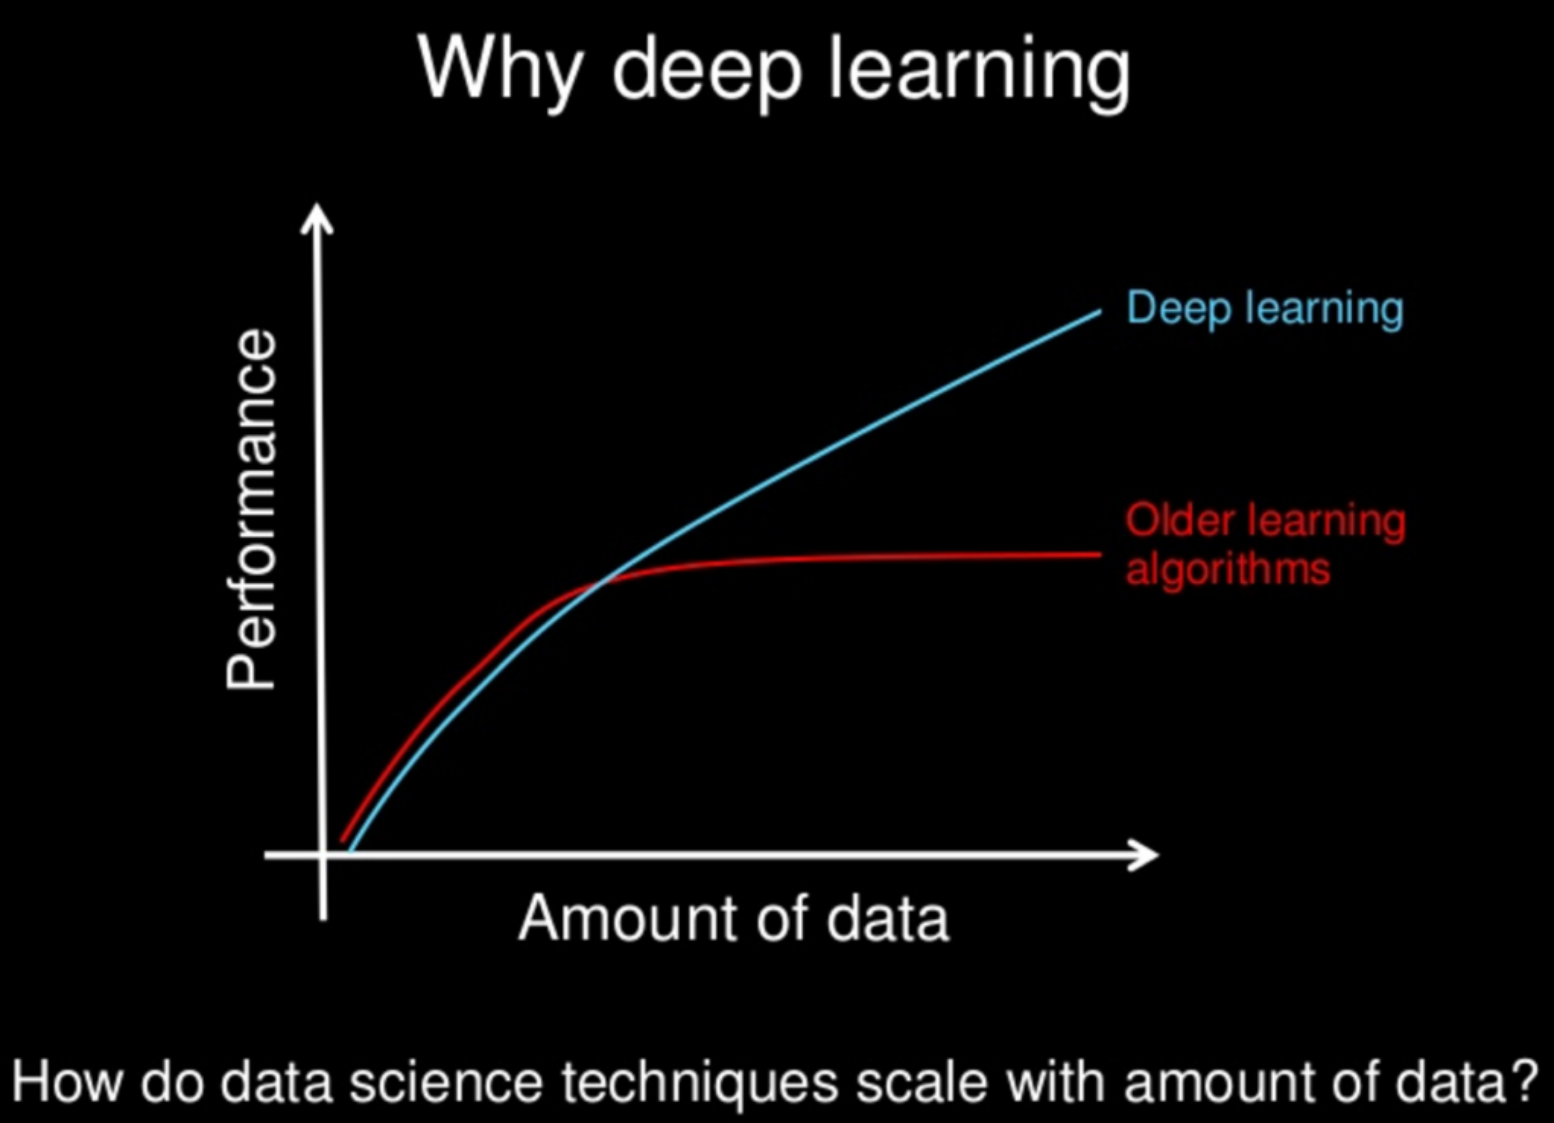 Why deep learning
Performance
Deep learning
Older learning
algorithms
Amount of data
How do data science techniques scale with amount of data?